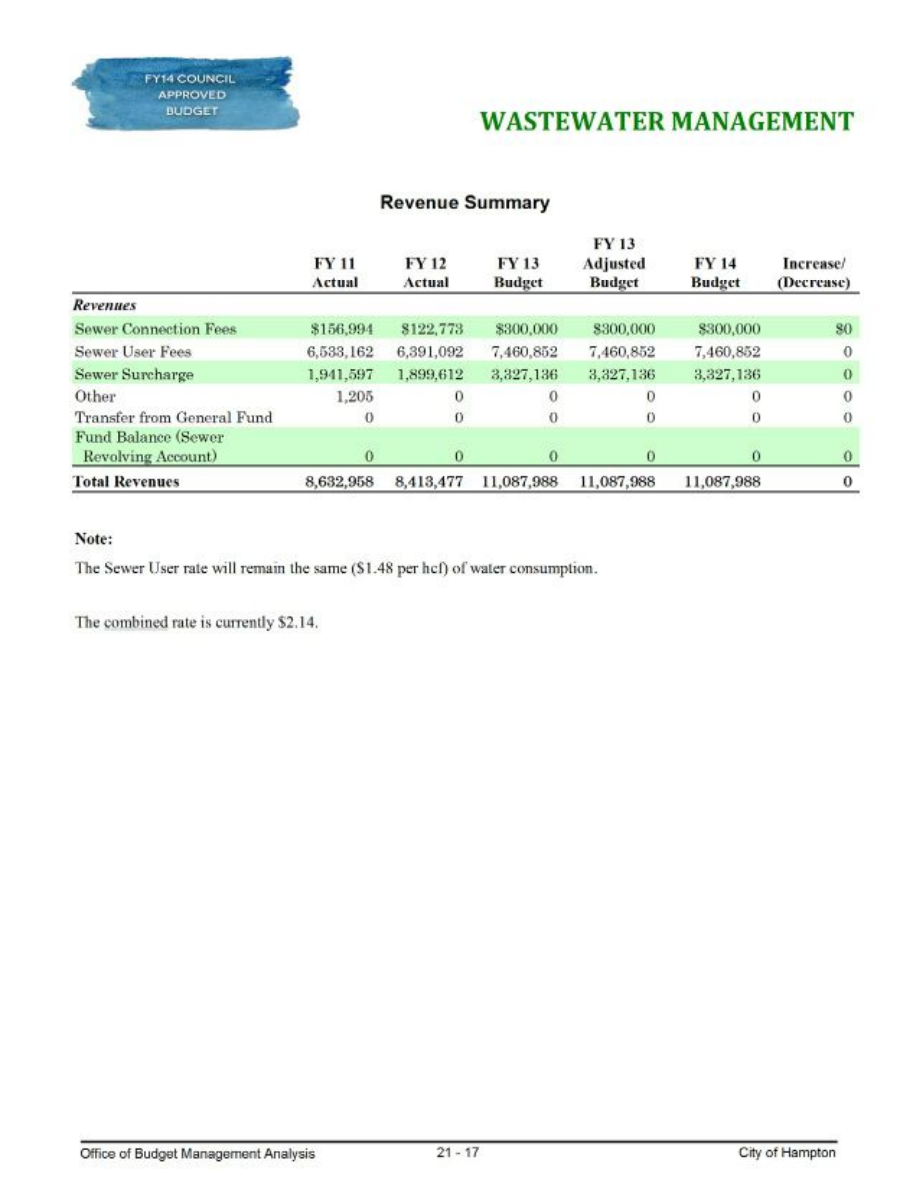 FY14 COUNCIL
APPROVED
BUDGET
WASTEWATER MANAGEMENT
Revenue Summary
FY 11 Actual FY 12 Actual FY 13 Budget FY 13 Adjusted Budget FY 14 Budget Increase/ (Decrease)
Revenues
Sewer Connection Fees $156,994 $122,773 $300,000 $300,000 $300,000 $0
Sewer User Fees 6,533,162 6,391,092 7,460,852 7,460,852 7,460,852 0
Sewer Surcharge 1,941,597 1,899,612 3,327,136 3,327,136 3,327,136 0
Other 1,205 0 0 0 0 0
Transfer from General Fund 0 0 0 0 0 0
Fund Balance (Sewer
Revolving Account) 0 0 0 0 0 0
Total Revenues 8,632,958 8,413,477 11,087,988 11,087,988 11,087,988 0
Note:
The Sewer User rate will remain the same ($1.48 per hcf) of water consumption.
The combined rate is currently $2.14.
Office of Budget Management Analysis 21 - 17 City of Hampton